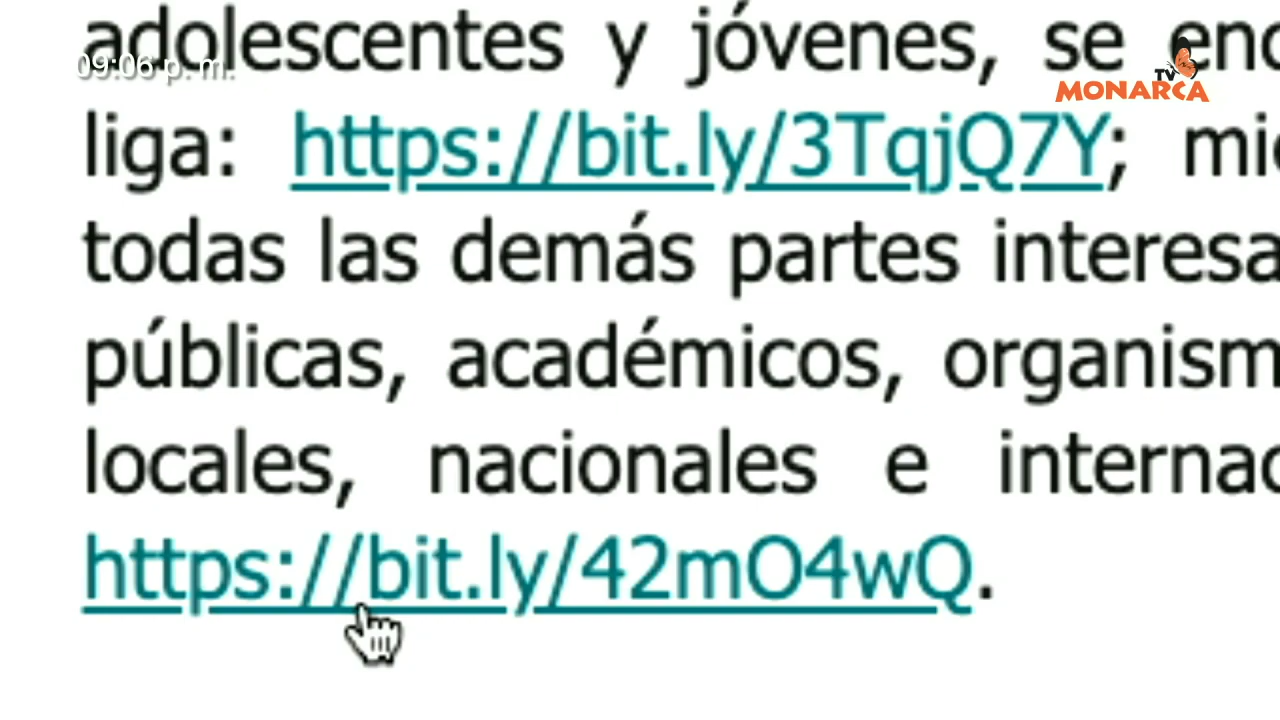 adolescentes y jóvenes, se enc
09:06 p. m.
TV
MONARCA
liga: https://bit.ly/3TqjQ7Y; mi
todas las demás partes interesa
públicas, académicos, organism
locales, nacionales e internac
https://bit.ly/42mO4wQ.